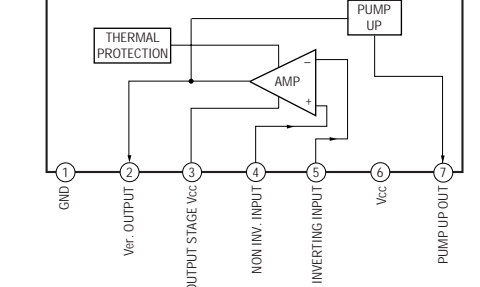 PUMP
UP
THERMAL
PROTECTION
AMP
−
+
1
2
3
4
5
6
7
GND
Ver. OUTPUT
OUTPUT STAGE Vcc
NON INV. INPUT
INVERTING INPUT
Vcc
PUMP UP OUT